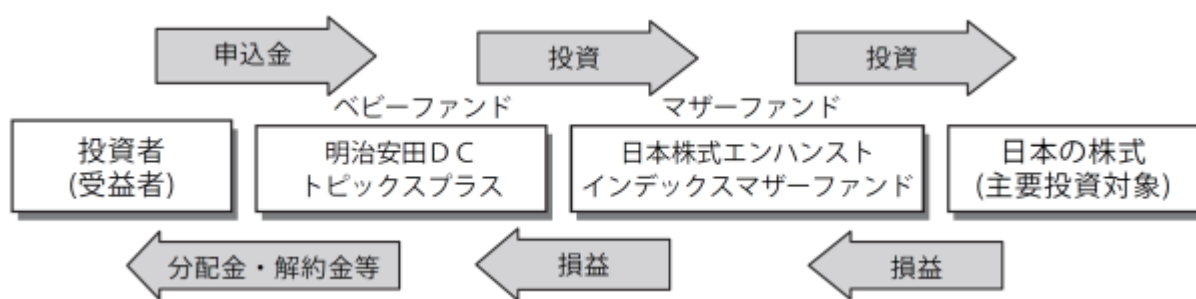 申込金
投資
投資
ベビーファンド
マザーファンド
投資者
(受益者)
明治安田ＤＣ
トピックスプラス
日本株式エンハンスト
インデックスマザーファンド
日本の株式
(主要投資対象)
分配金・解約金等
損益
損益